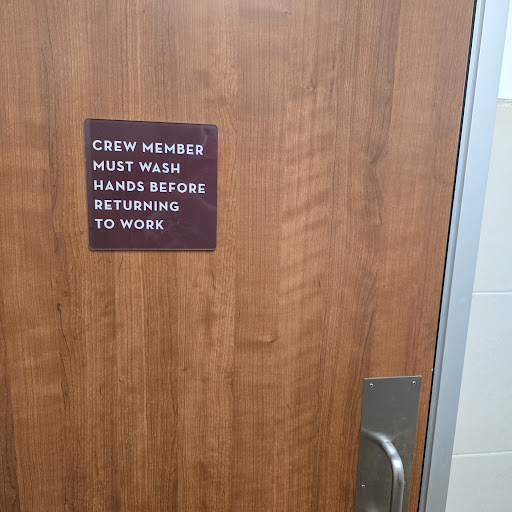 CREW MEMBER
MUST WASH
HANDS BEFORE
RETURNING
TO WORK